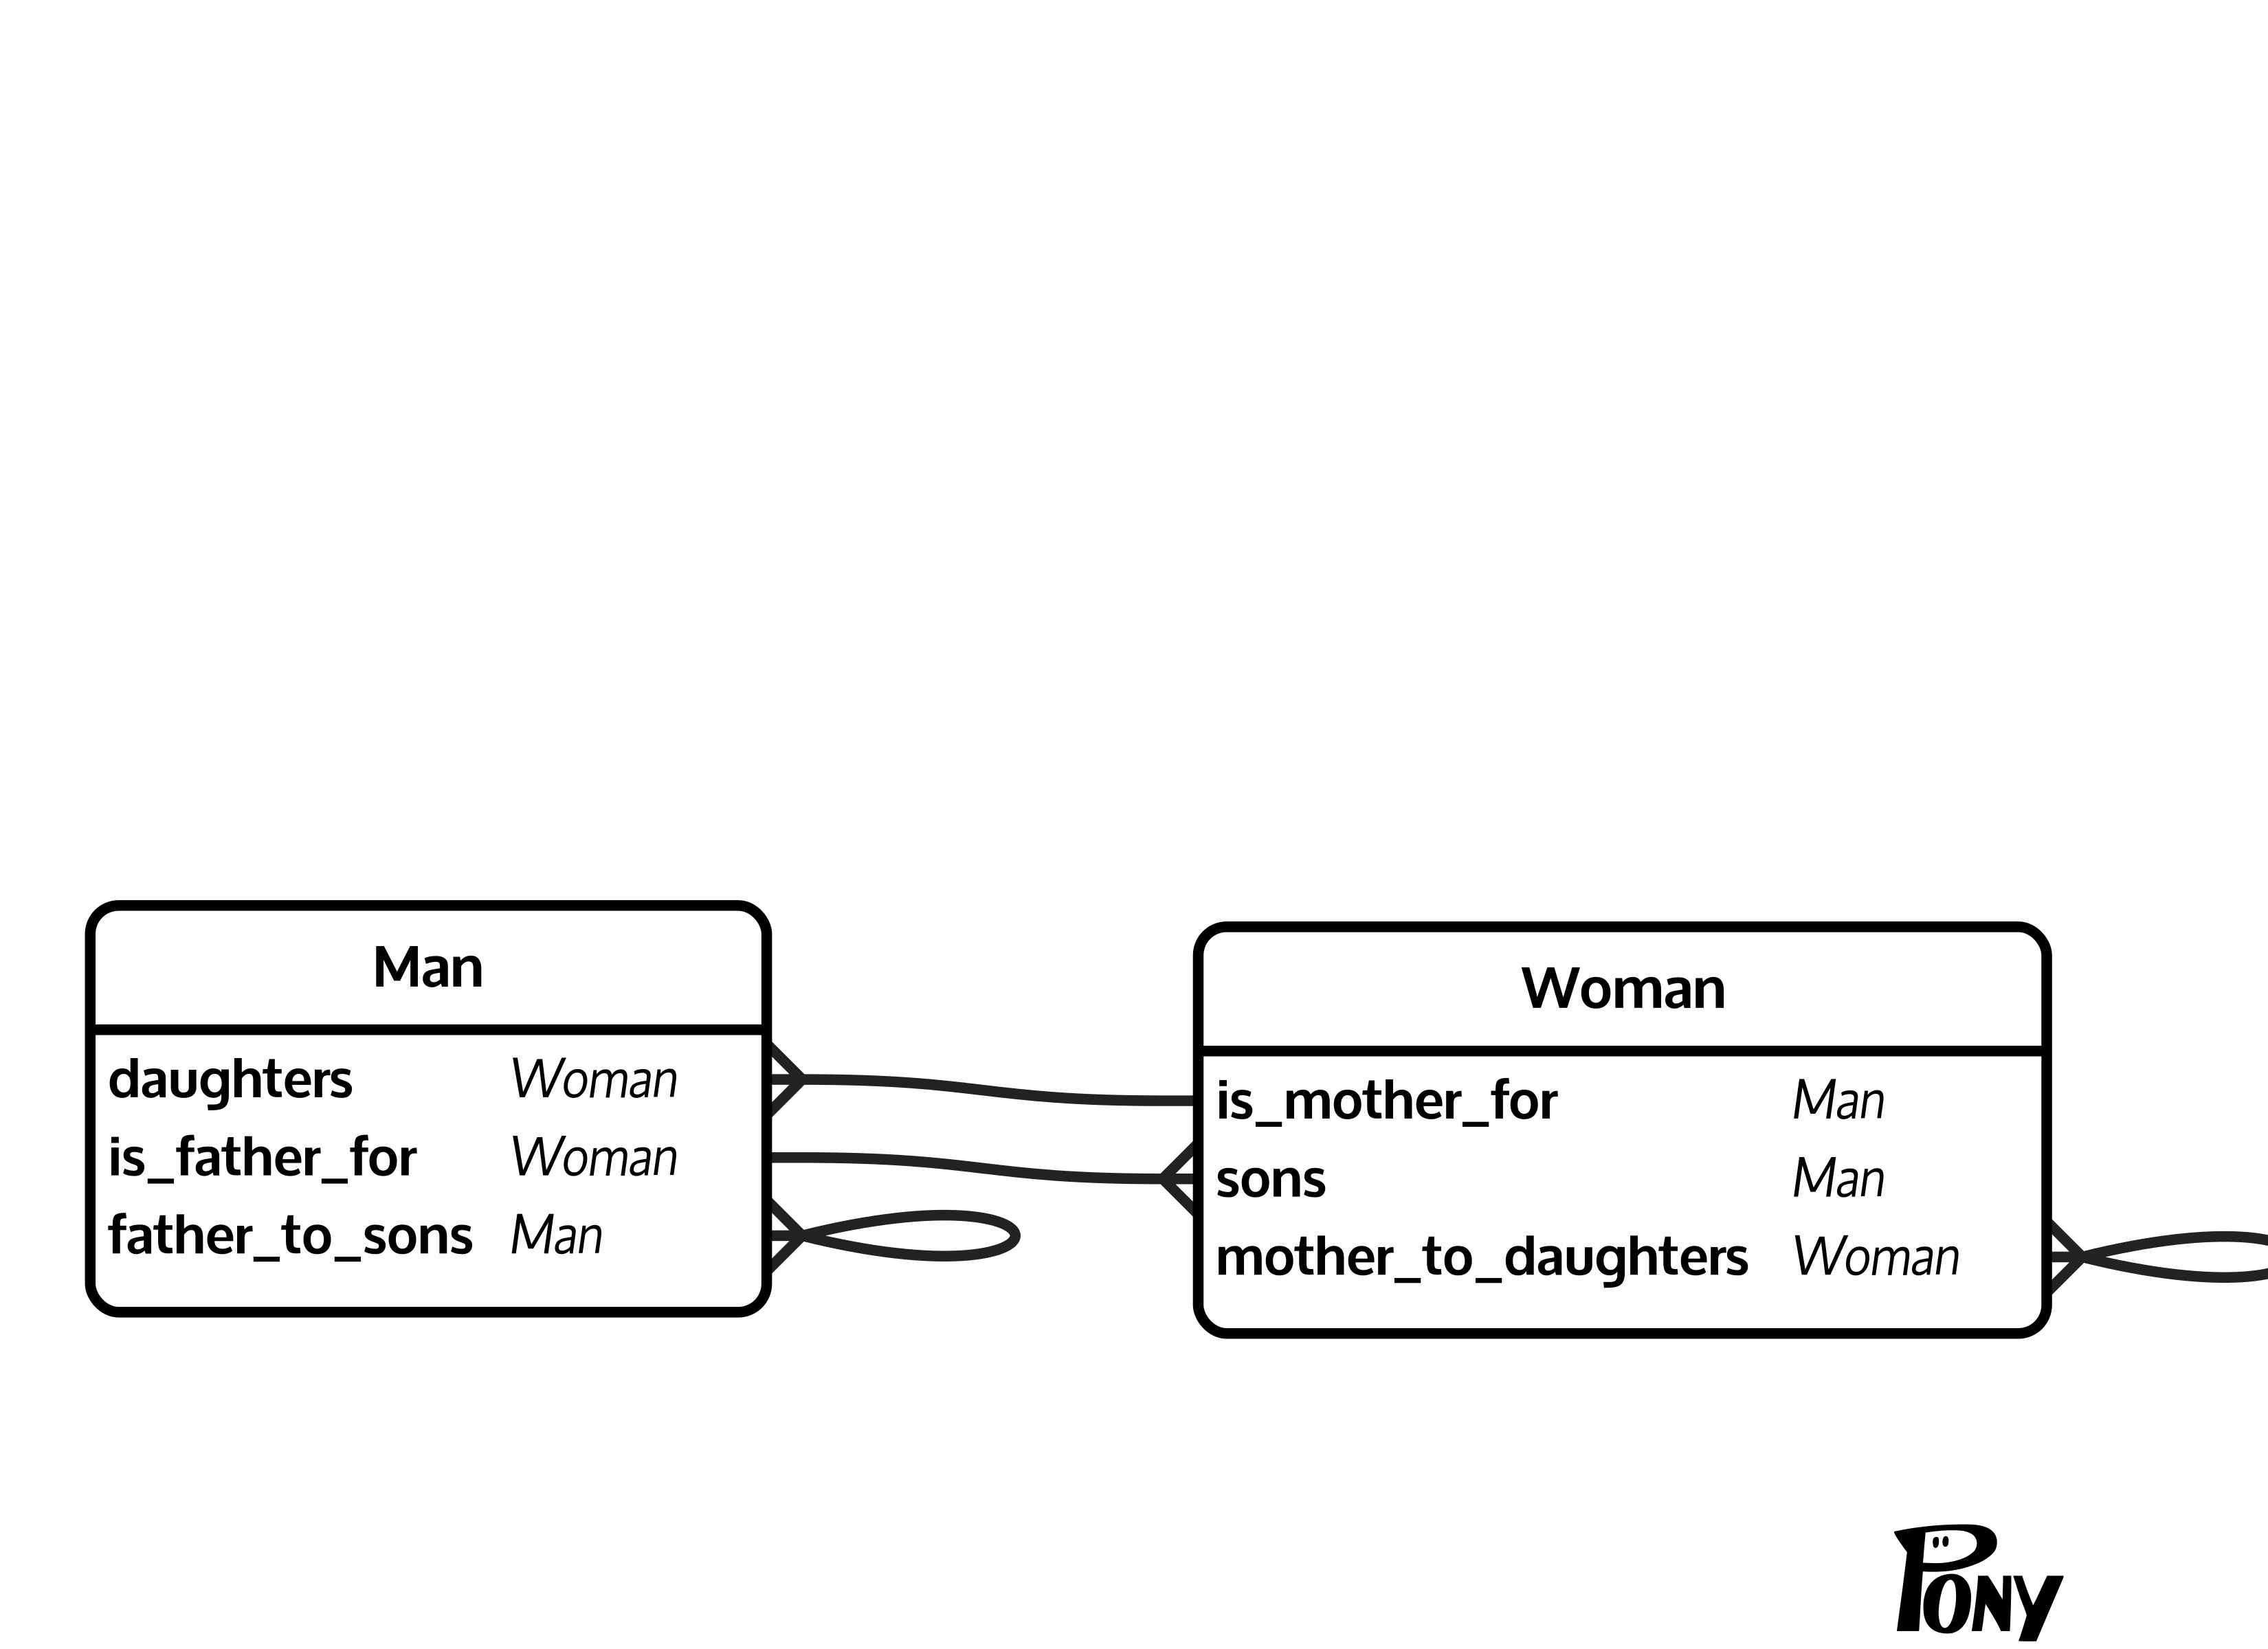 Man
daughters Woman
is_father_for Woman
father_to_sons Man
Woman
is_mother_for Man
sons Man
mother_to_daughters Woman
PONY